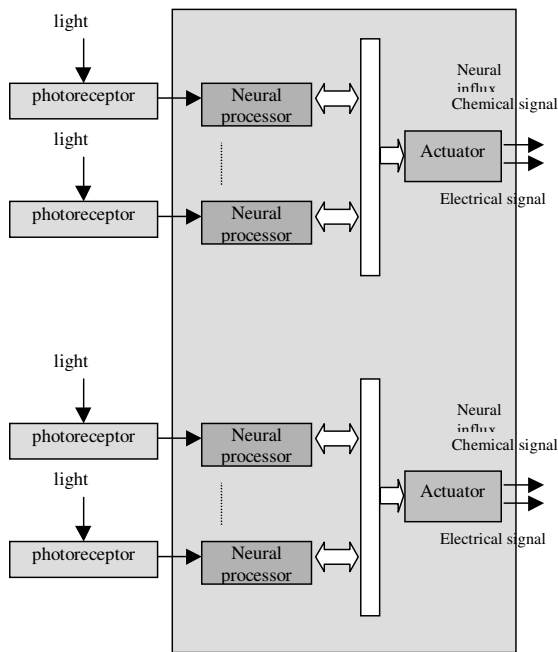 light
photoreceptor
Neural
processor
light
photoreceptor
Neural
processor
Actuator
Neural
influx
Chemical signal
Electrical signal
light
photoreceptor
Neural
processor
light
photoreceptor
Neural
processor
Actuator
Neural
influx
Chemical signal
Electrical signal